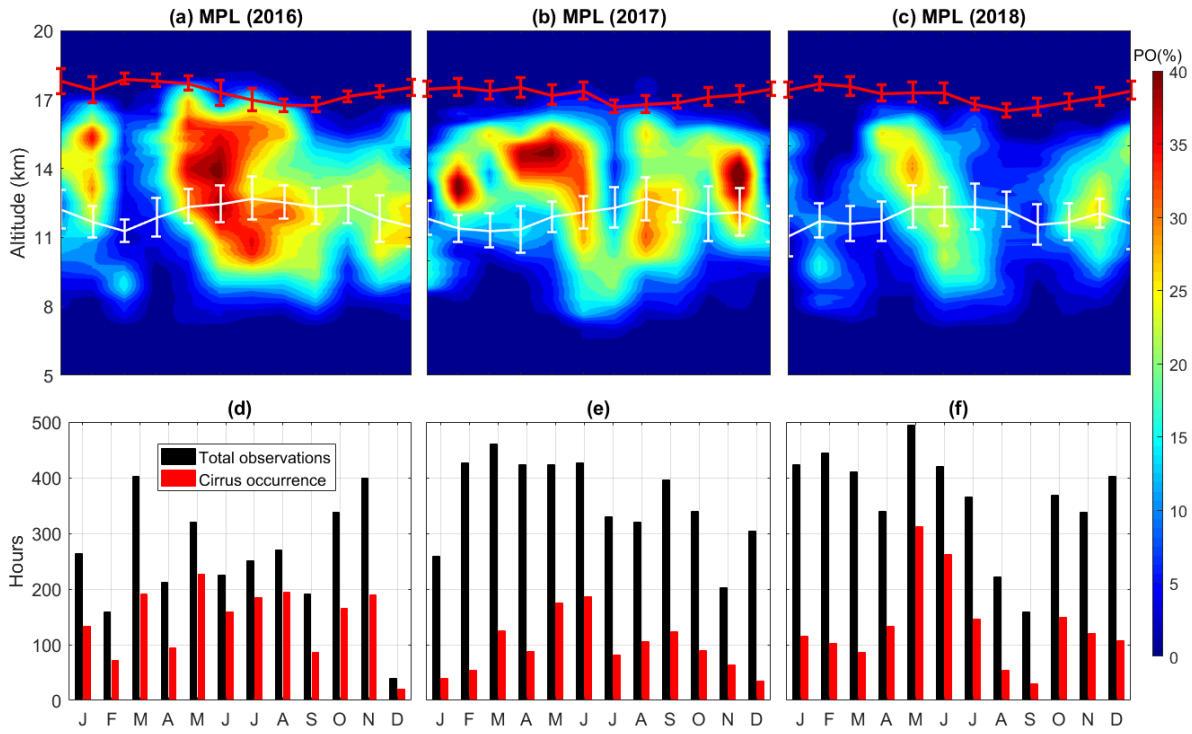 (a) MPL (2016)
(b) MPL (2017)
(c) MPL (2018)
PO(%)
Altitude (km)
20
17
14
11
8
5
40
35
30
25
20
15
10
5
0
(d)
(e)
(f)
Hours
500
400
300
200
100
0
Total observations
Cirrus occurrence
J F M A M J J A S O N D
J F M A M J J A S O N D
J F M A M J J A S O N D